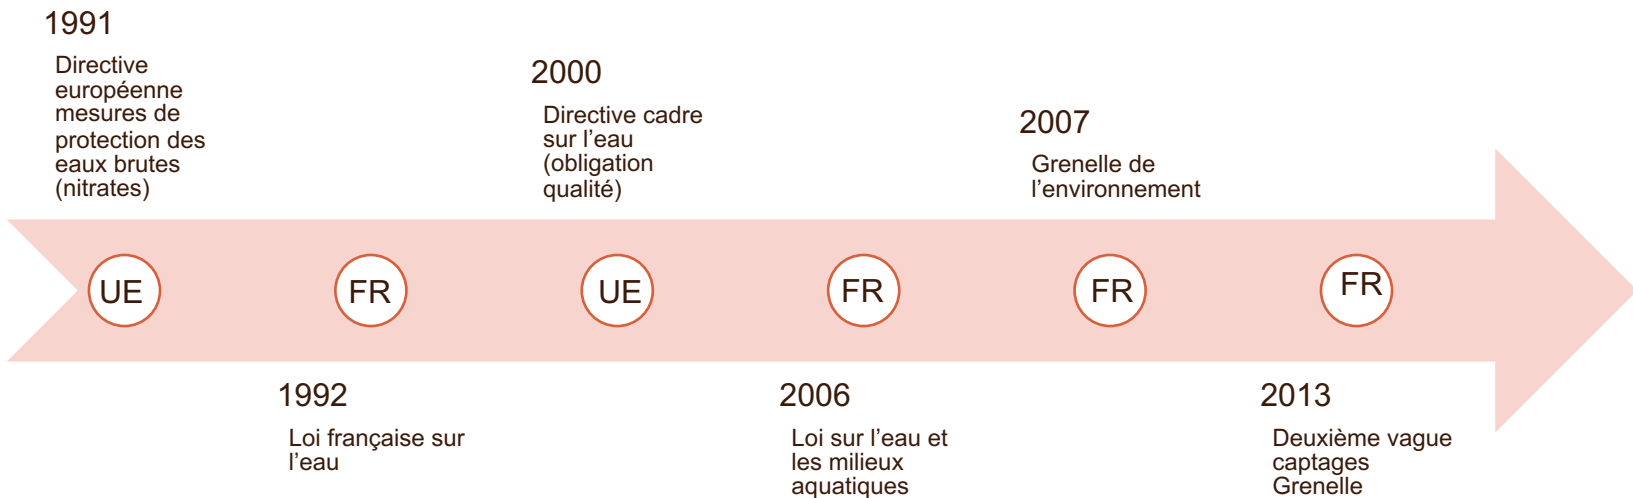 1991
Directive
européenne
mesures de
protection des
eaux brutes
(nitrates)
2000
Directive cadre
sur l’eau
(obligation
qualité)
2007
Grenelle de
l’environnement
UE
FR
UE
FR
FR
FR
1992
Loi française sur
l’eau
2006
Loi sur l’eau et
les milieux
aquatiques
2013
Deuxième vague
captages
Grenelle